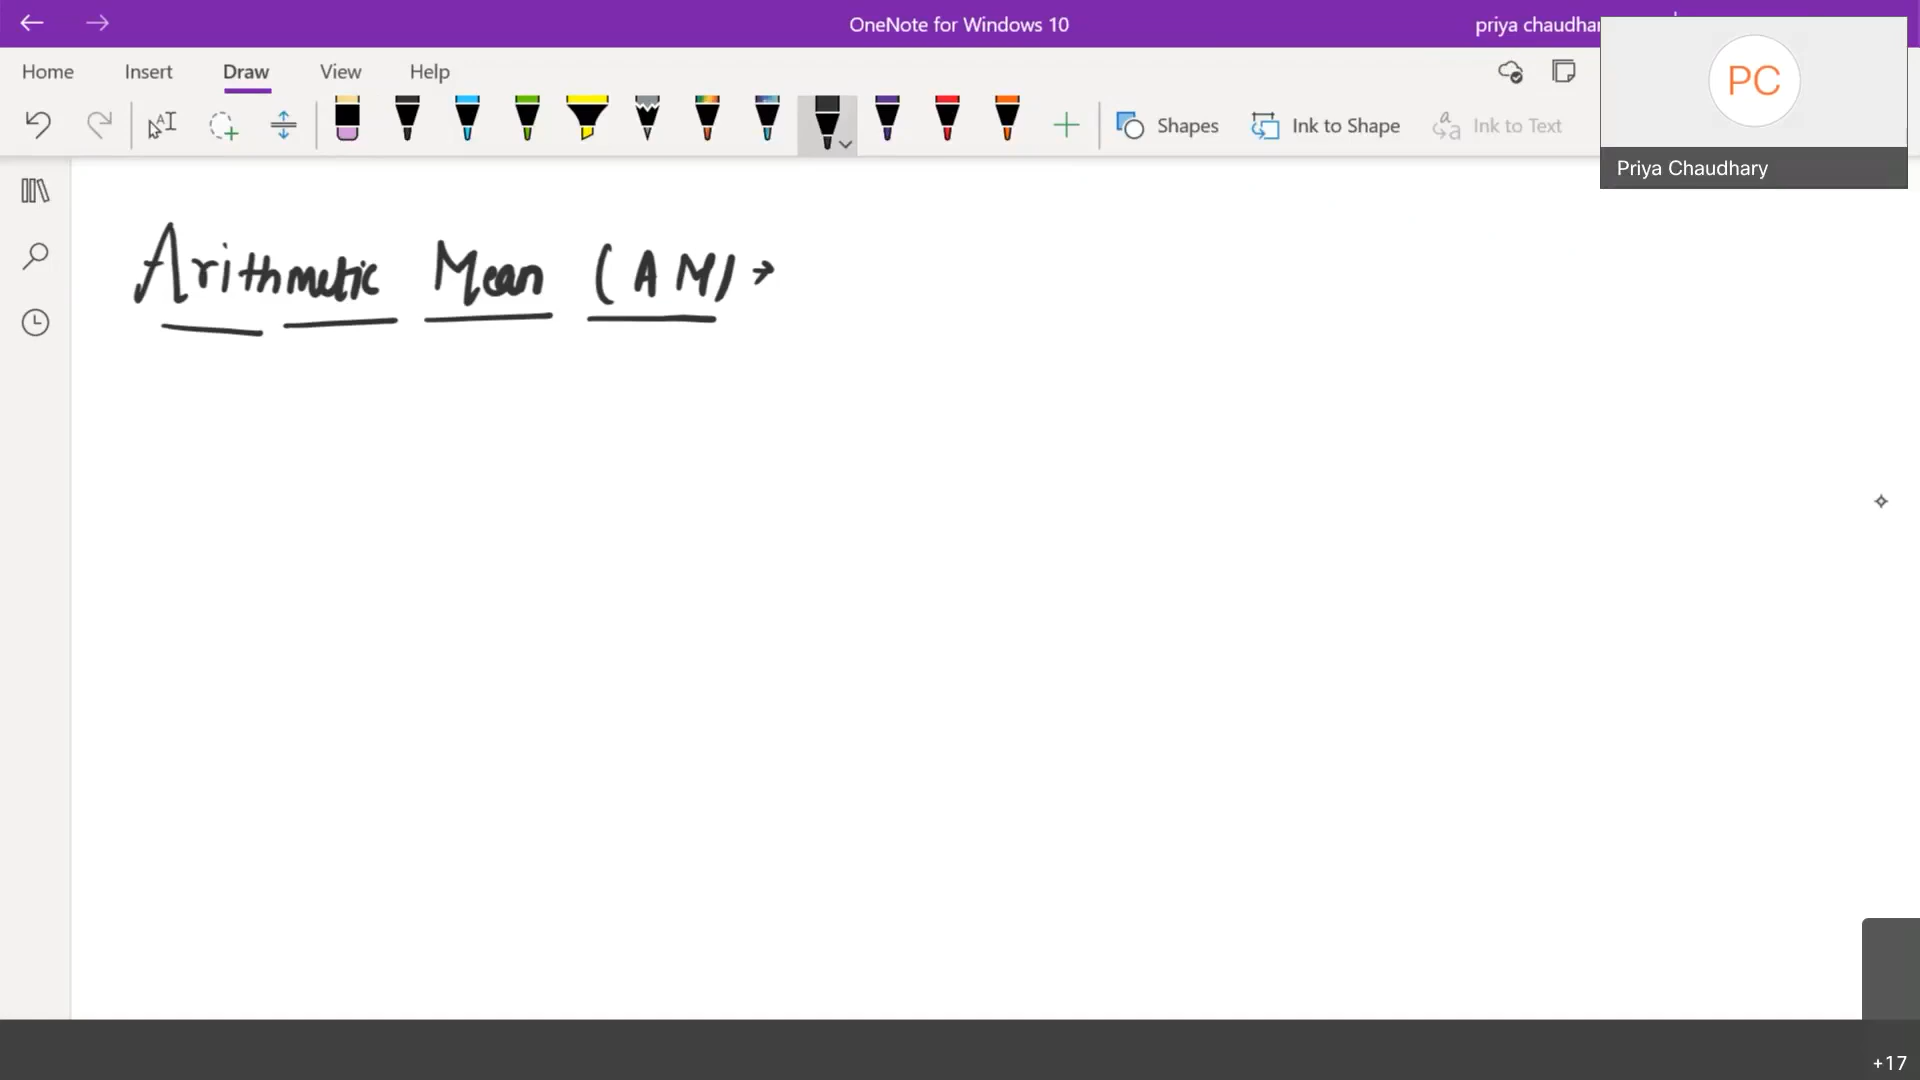 OneNote for Windows 10
priya chaudhar
Home Insert Draw View Help
PC
Shapes Ink to Shape Ink to Text
Priya Chaudhary
Arithmetic Mean (AM) →
+17